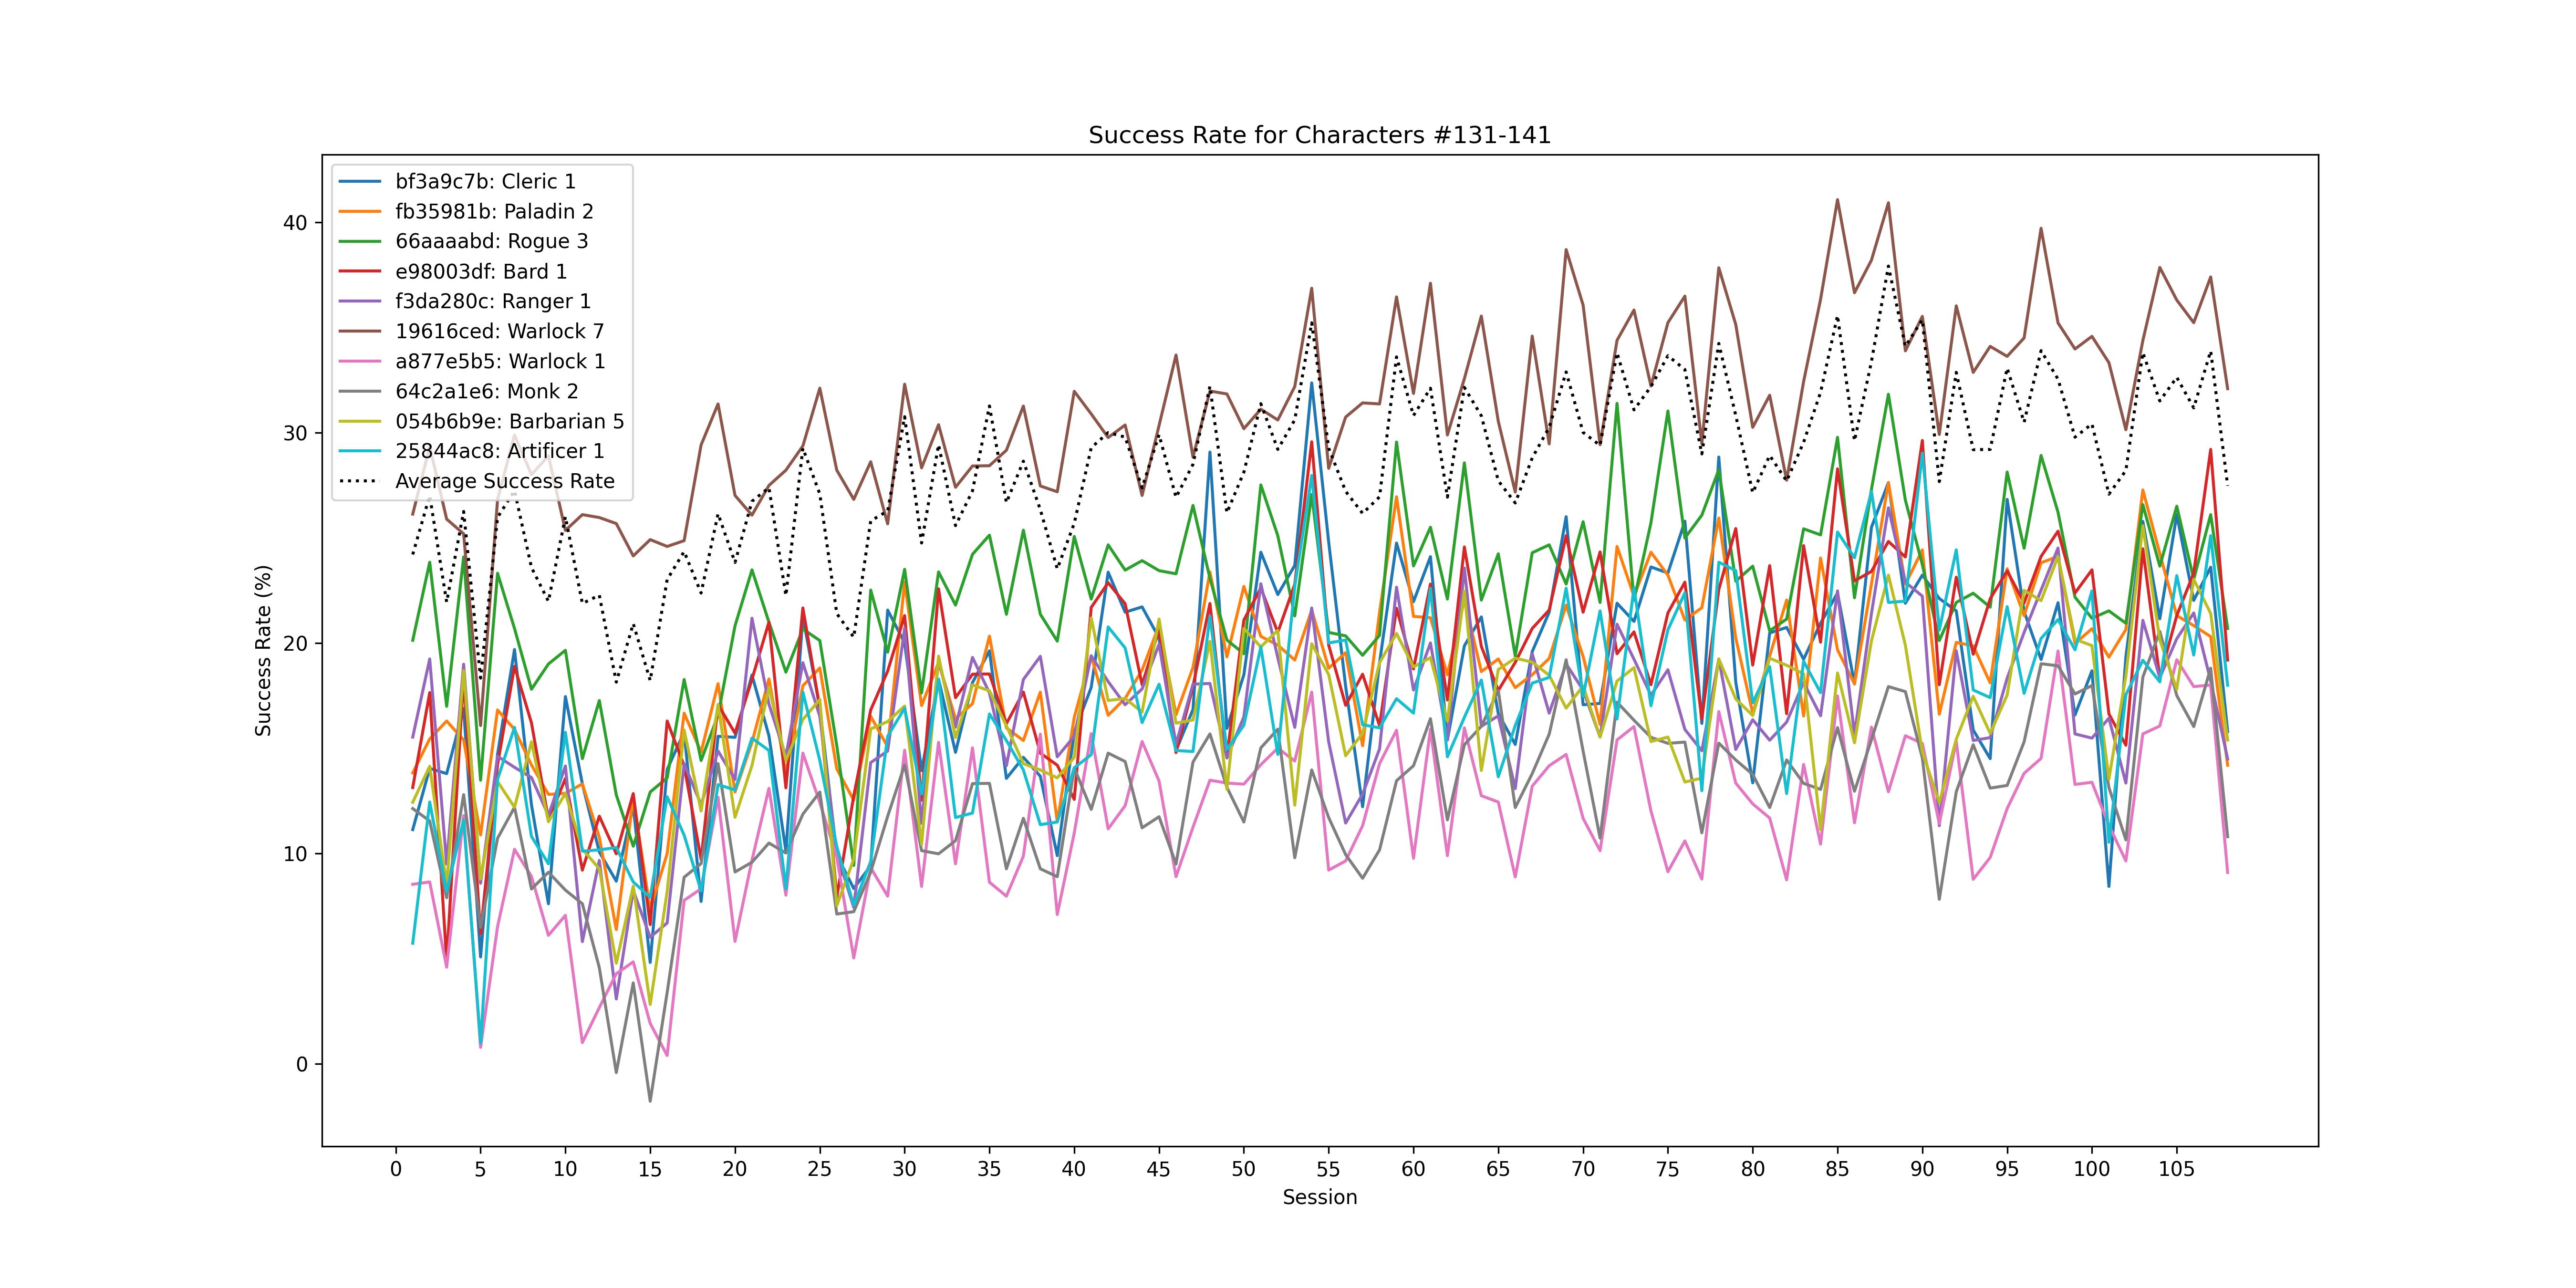 Success Rate for Characters #131-141
bf3a9c7b: Cleric 1
fb35981b: Paladin 2
66aaaabd: Rogue 3
e98003df: Bard 1
f3da280c: Ranger 1
19616ced: Warlock 7
a877e5b5: Warlock 1
64c2a1e6: Monk 2
054b6b9e: Barbarian 5
25844ac8: Artificer 1
Average Success Rate
Success Rate (%)
40
30
20
10
0
0 5 10 15 20 25 30 35 40 45 50 55 60 65 70 75 80 85 90 95 100 105
Session